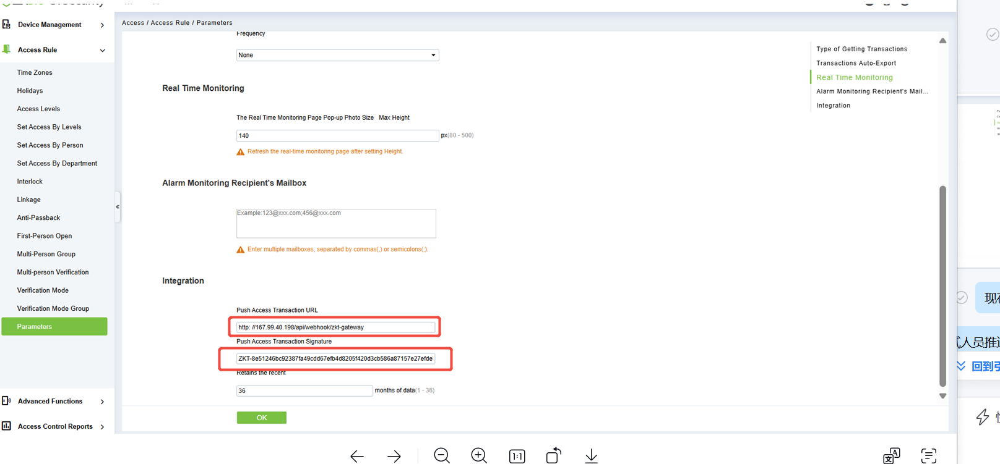 Device Management
Access Rule
Time Zones
Holidays
Access Levels
Set Access By Levels
Set Access By Person
Set Access By Department
Interlock
Linkage
Anti-Passback
First-Person Open
Multi-Person Group
Multi-person Verification
Verification Mode
Verification Mode Group
Parameters
Advanced Functions
Access Control Reports
Access / Access Rule / Parameters
Frequency
None
Real Time Monitoring
The Real Time Monitoring Page Pop-up Photo Size Max Height
140 px(80 - 500)
Refresh the real-time monitoring page after setting Height.
Alarm Monitoring Recipient's Mailbox
Example:123@xxx.com;456@xxx.com
Enter multiple mailboxes, separated by commas(,) or semicolons(;).
Integration
Push Access Transaction URL
http: //167.99.40.198/api/webhook/zkt-gateway
Push Access Transaction Signature
ZKT-8e51246bc92387fa49cdd67efb4d8205f420d3cb586a87157e27efde
Retains the recent
36 months of data(1 - 36)
OK
Type of Getting Transactions
Transactions Auto-Export
Real Time Monitoring
Alarm Monitoring Recipient's Mail...
Integration
现在
人员推
回到引
1:1